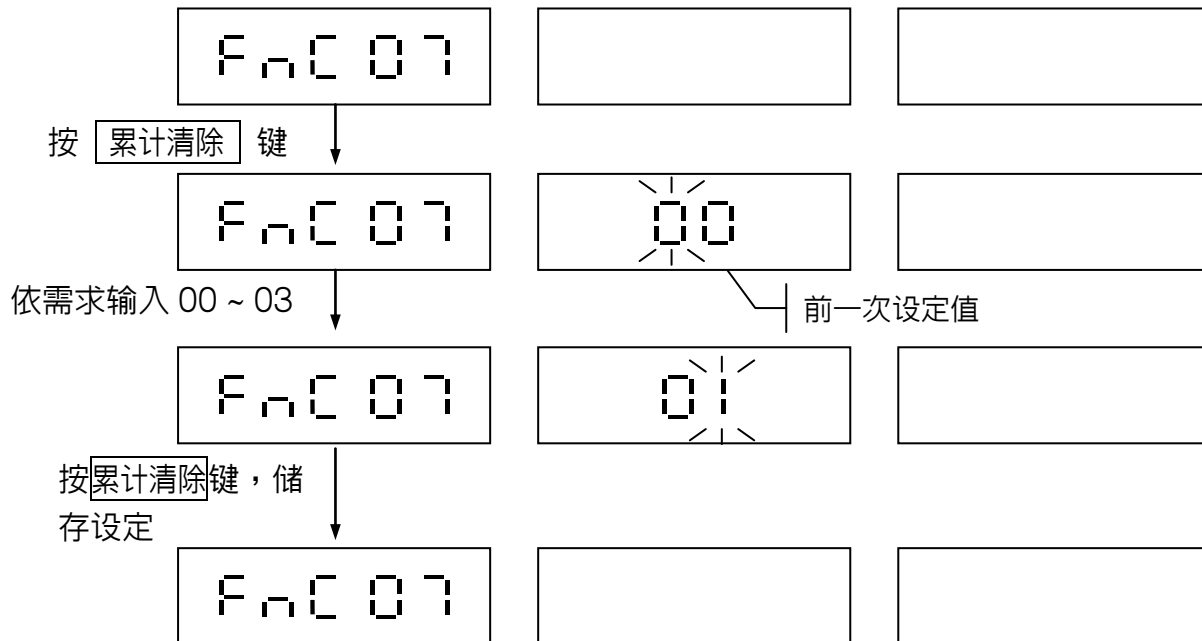 FnC 07
按 累计清除 键
FnC 07 00
依需求输入 00 ~ 03
前一次设定值
FnC 07 01
按累计清除键，储
存设定
FnC 07